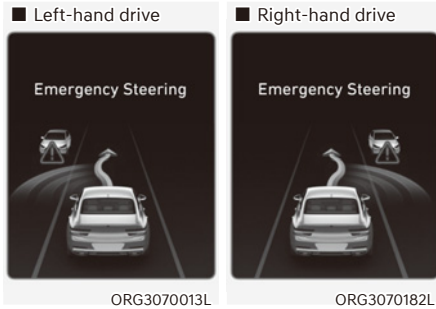 ■ Left-hand drive
Emergency Steering
ORG3070013L
■ Right-hand drive
Emergency Steering
ORG3070182L